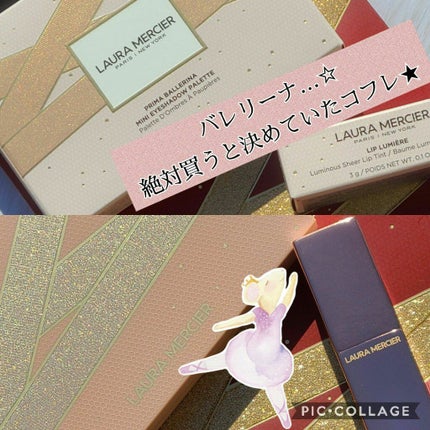 LAURA MERCIER
PARIS | NEW YORK
PRIMA BALLERINA
MINI EYESHADOW PALETTE
Palette D'Ombres À Paupières
バレリーナ...☆
絶対買うと決めていたコフレ★
LAURA MERCIER
PARIS | NEW YORK
LIP LUMIÈRE
Luminous Sheer Lip Tint / Baume Lum
3 g / POIDS NET WT. 0.1 O
LAURA MERCIER
LAURA MERCIER
PIC•COLLAGE